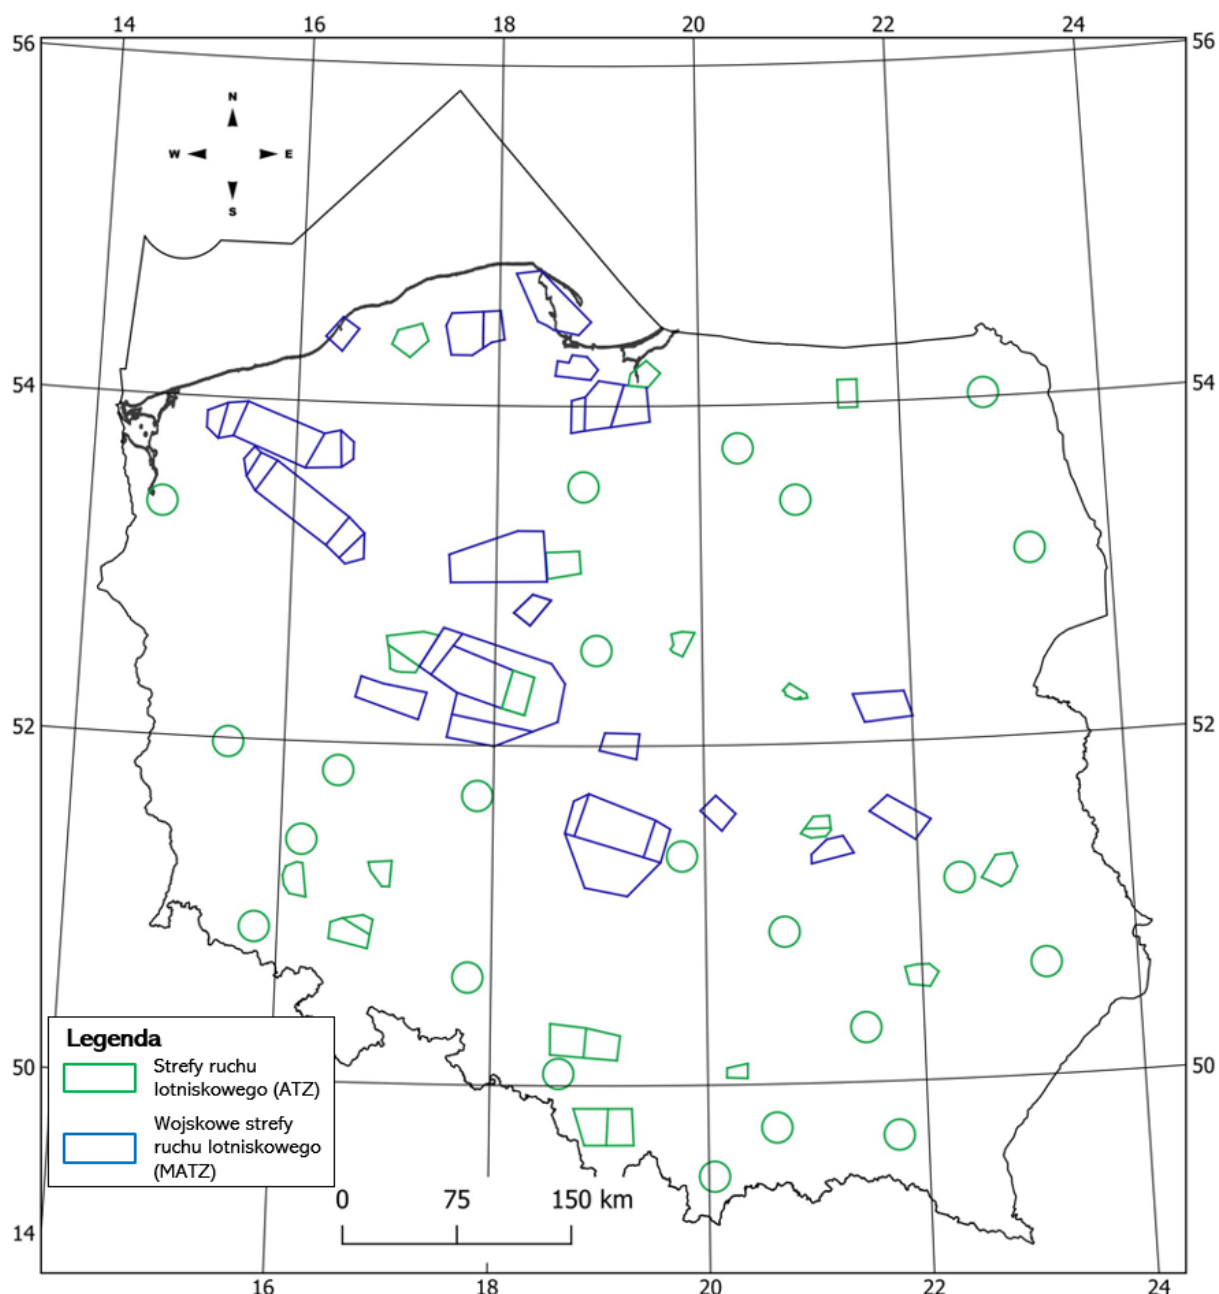 14 16 18 20 22 24
56 56
N
W E
S
54 54
52 52
Legenda
Strefy ruchu
lotniskowego (ATZ)
Wojskowe strefy
ruchu lotniskowego
(MATZ)
50 50
0 75 150 km
14
16 18 20 22 24